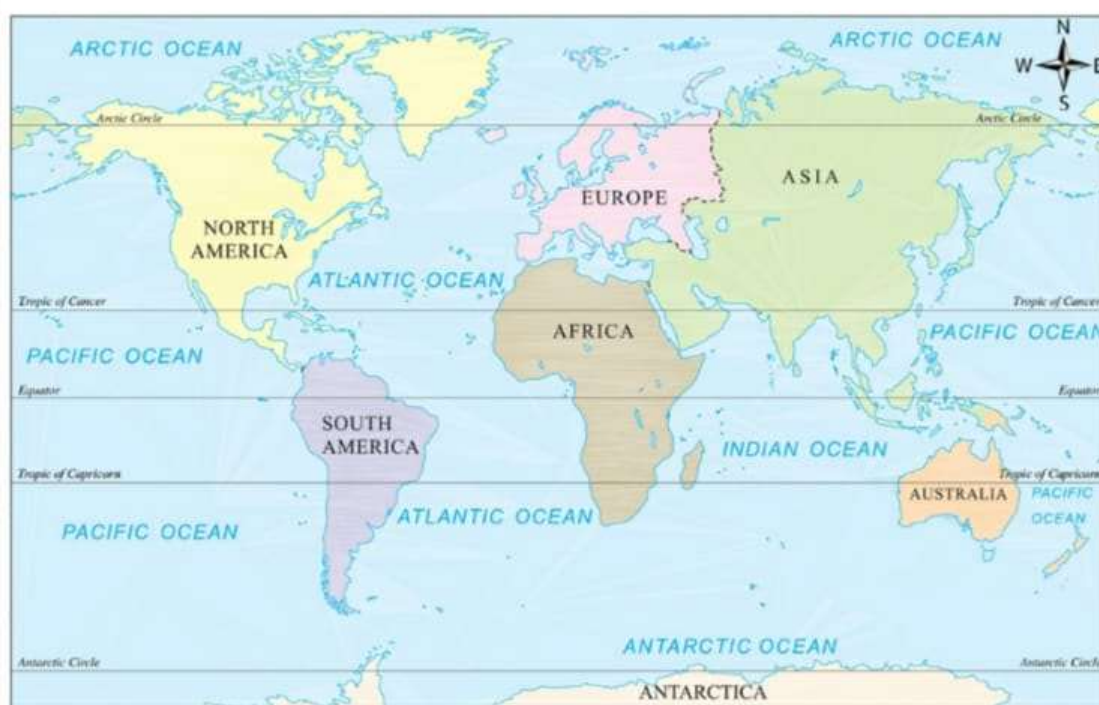 ARCTIC OCEAN
ARCTIC OCEAN
N
W E
S
Arctic Circle
Arctic Circle
NORTH
AMERICA
EUROPE
ASIA
ATLANTIC OCEAN
Tropic of Cancer
Tropic of Cancer
PACIFIC OCEAN
AFRICA
PACIFIC OCEAN
Equator
Equator
SOUTH
AMERICA
INDIAN OCEAN
Tropic of Capricorn
Tropic of Capricorn
AUSTRALIA
PACIFIC
OCEAN
PACIFIC OCEAN
ATLANTIC OCEAN
ANTARCTIC OCEAN
Antarctic Circle
Antarctic Circle
ANTARCTICA